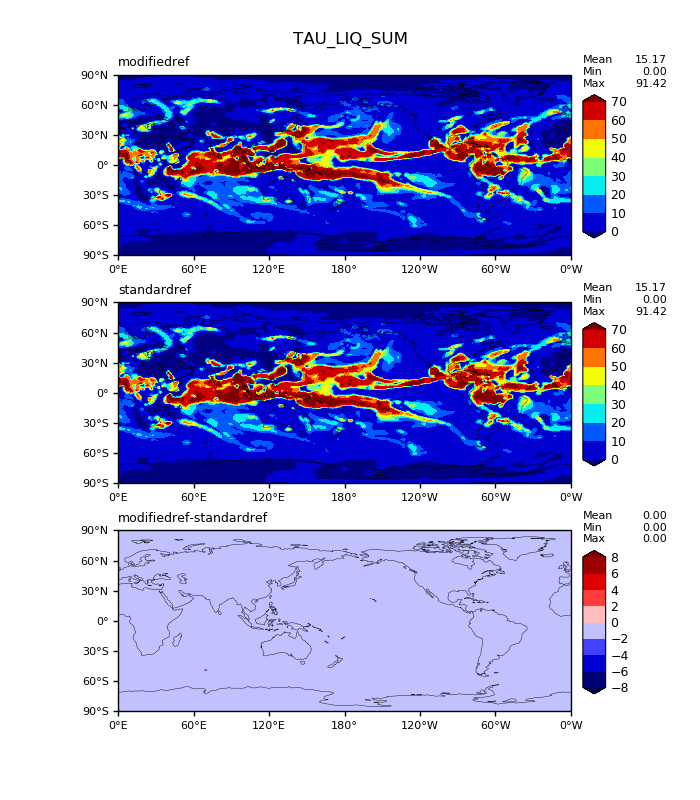 TAU_LIQ_SUM
modifiedref
Mean 15.17
Min 0.00
Max 91.42
90°N
60°N
30°N
0°
30°S
60°S
90°S
0°E 60°E 120°E 180° 120°W 60°W 0°W
70
60
50
40
30
20
10
0
standardref
Mean 15.17
Min 0.00
Max 91.42
90°N
60°N
30°N
0°
30°S
60°S
90°S
0°E 60°E 120°E 180° 120°W 60°W 0°W
70
60
50
40
30
20
10
0
modifiedref-standardref
Mean 0.00
Min 0.00
Max 0.00
90°N
60°N
30°N
0°
30°S
60°S
90°S
0°E 60°E 120°E 180° 120°W 60°W 0°W
8
6
4
2
0
−2
−4
−6
−8